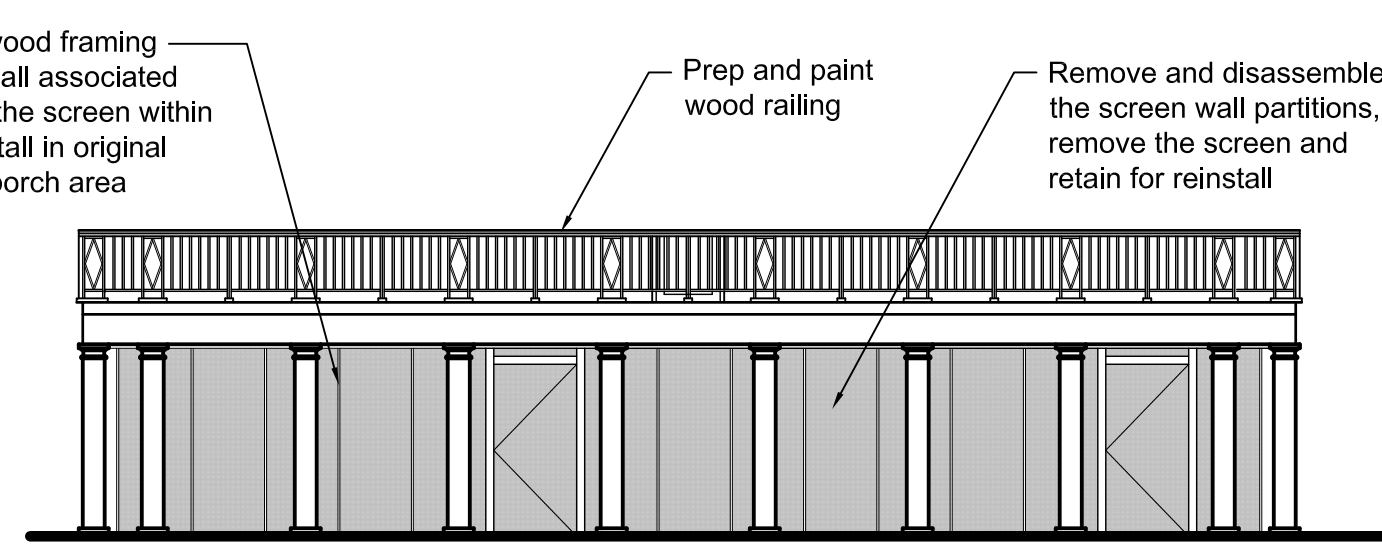 wood framing
all associated
the screen within
tall in original
porch area
Prep and paint
wood railing
Remove and disassemble
the screen wall partitions,
remove the screen and
retain for reinstall